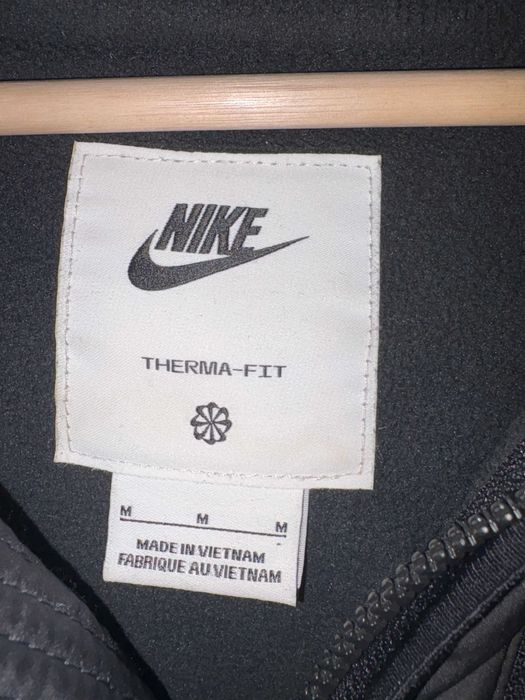 NIKE
THERMA-FIT
M M M
MADE IN VIETNAM
FABRIQUE AU VIETNAM